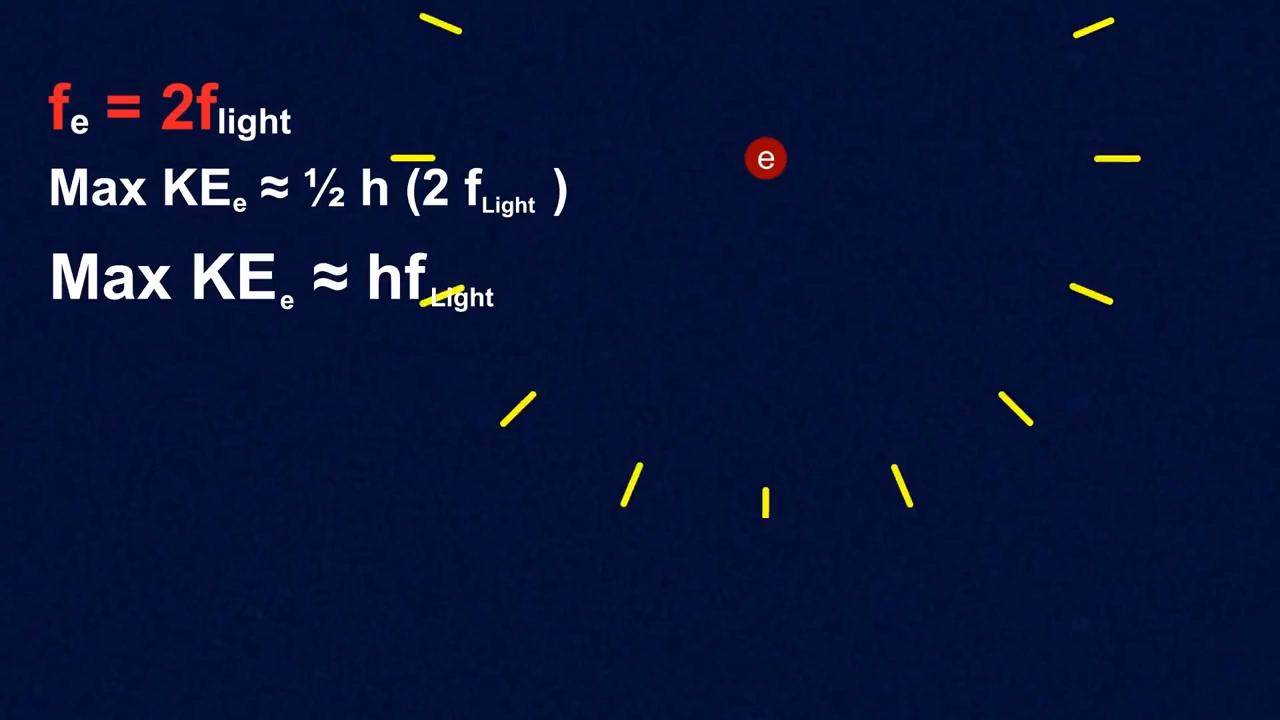 fe = 2flight
Max KEe ≈ ½ h (2 fLight )
Max KEe ≈ hfLight
e